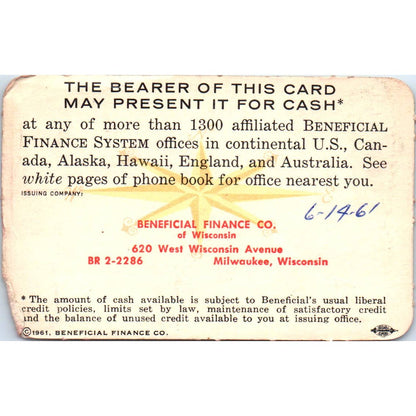 THE BEARER OF THIS CARD
MAY PRESENT IT FOR CASH*
at any of more than 1300 affiliated BENEFICIAL
FINANCE SYSTEM offices in continental U.S., Can-
ada, Alaska, Hawaii, England, and Australia. See
white pages of phone book for office nearest you.
ISSUING COMPANY:
6-14-61
BENEFICIAL FINANCE CO.
of Wisconsin
620 West Wisconsin Avenue
BR 2-2286 Milwaukee, Wisconsin
* The amount of cash available is subject to Beneficial's usual liberal
credit policies, limits set by law, maintenance of satisfactory credit
and the balance of unused credit available to you at issuing office.
©1961, BENEFICIAL FINANCE CO.